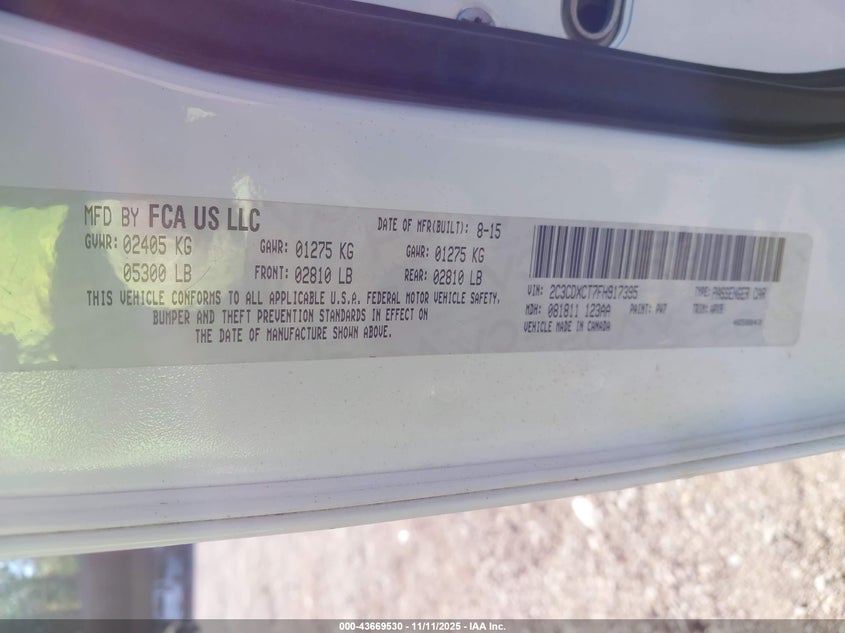 MFD BY FCA US LLC
DATE OF MFR(BUILT): 8-15
GVWR: 02405 KG GAWR: 01275 KG GAWR: 01275 KG
05300 LB FRONT: 02810 LB REAR: 02810 LB
THIS VEHICLE CONFORMS TO ALL APPLICABLE U.S.A. FEDERAL MOTOR VEHICLE SAFETY,
BUMPER AND THEFT PREVENTION STANDARDS IN EFFECT ON
THE DATE OF MANUFACTURE SHOWN ABOVE.
VIN: 2C3CDXCT7FH917395 TYPE: PASSENGER CAR
MDH: 081811 123AA PAINT: PW7 TRIM:
VEHICLE MADE IN CANADA
000-43669530 - 11/11/2025 - IAA Inc.